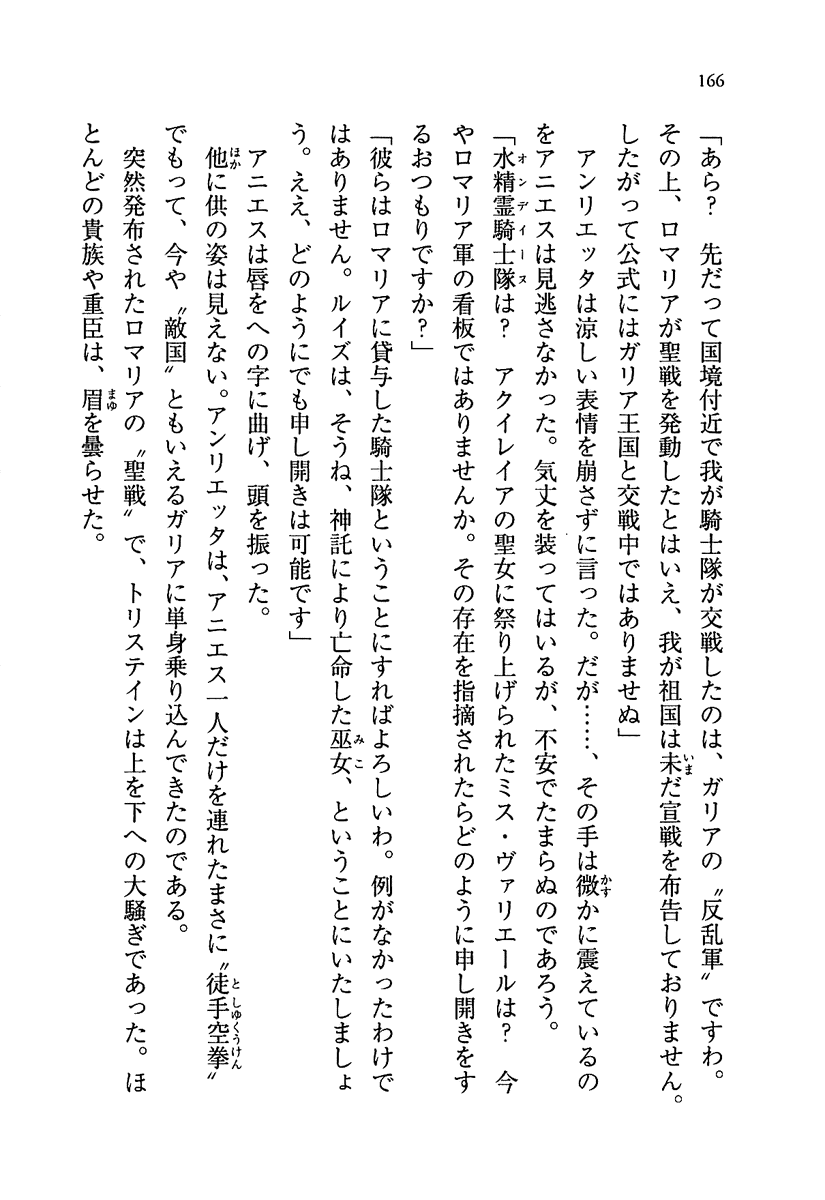 166
「あら？　先だって国境付近で我が騎士隊が交戦したのは、ガリアの〝反乱軍〟ですわ。
その上、ロマリアが聖戦を発動したとはいえ、我が祖国は未だ宣戦を布告しておりません。
したがって公式にはガリア王国と交戦中ではありませぬ」
　アンリエッタは涼しい表情を崩さずに言った。だが……、その手は微かに震えているの
をアニエスは見逃さなかった。気丈を装ってはいるが、不安でたまらぬのであろう。
「水精霊騎士隊は？　アクイレイアの聖女に祭り上げられたミス・ヴァリエールは？　今
やロマリア軍の看板ではありませんか。その存在を指摘されたらどのように申し開きをす
るおつもりですか？」
「彼らはロマリアに貸与した騎士隊ということにすればよろしいわ。例がなかったわけで
はありません。ルイズは、そうね、神託により亡命した巫女、ということにいたしましょ
う。ええ、どのようにでも申し開きは可能です」
　アニエスは唇をへの字に曲げ、頭を振った。
　他に供の姿は見えない。アンリエッタは、アニエス一人だけを連れたまさに〝徒手空拳〟
でもって、今や〝敵国〟ともいえるガリアに単身乗り込んできたのである。
　突然発布されたロマリアの〝聖戦〟で、トリステインは上を下への大騒ぎであった。ほ
とんどの貴族や重臣は、眉を曇らせた。